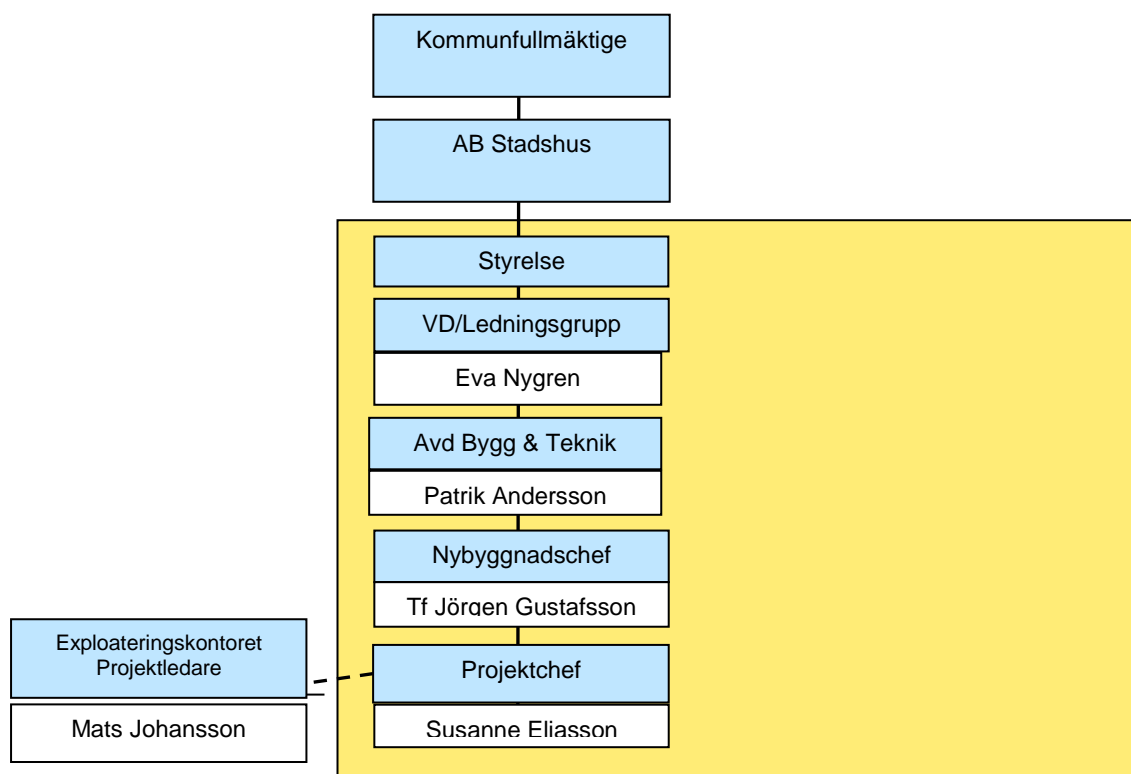 Kommunfullmäktige
AB Stadshus
Styrelse
VD/Ledningsgrupp
Eva Nygren
Avd Bygg & Teknik
Patrik Andersson
Nybyggnadschef
Tf Jörgen Gustafsson
Exploateringskontoret
Projektledare
Mats Johansson
Projektchef
Susanne Eliasson